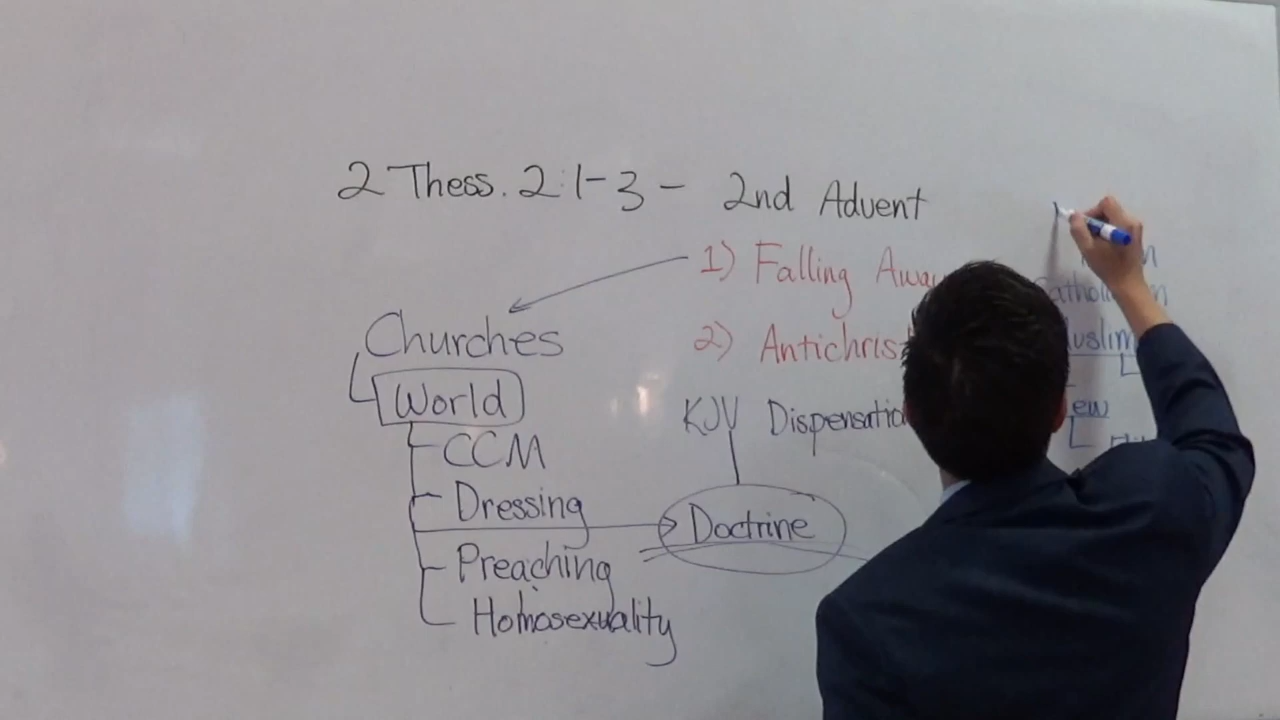 2 Thess. 2:1-3 - 2nd Advent
1) Falling Away
2) Antichrist
Churches
World
CCM
Dressing
Preaching
Homosexuality
KJV
Doctrine